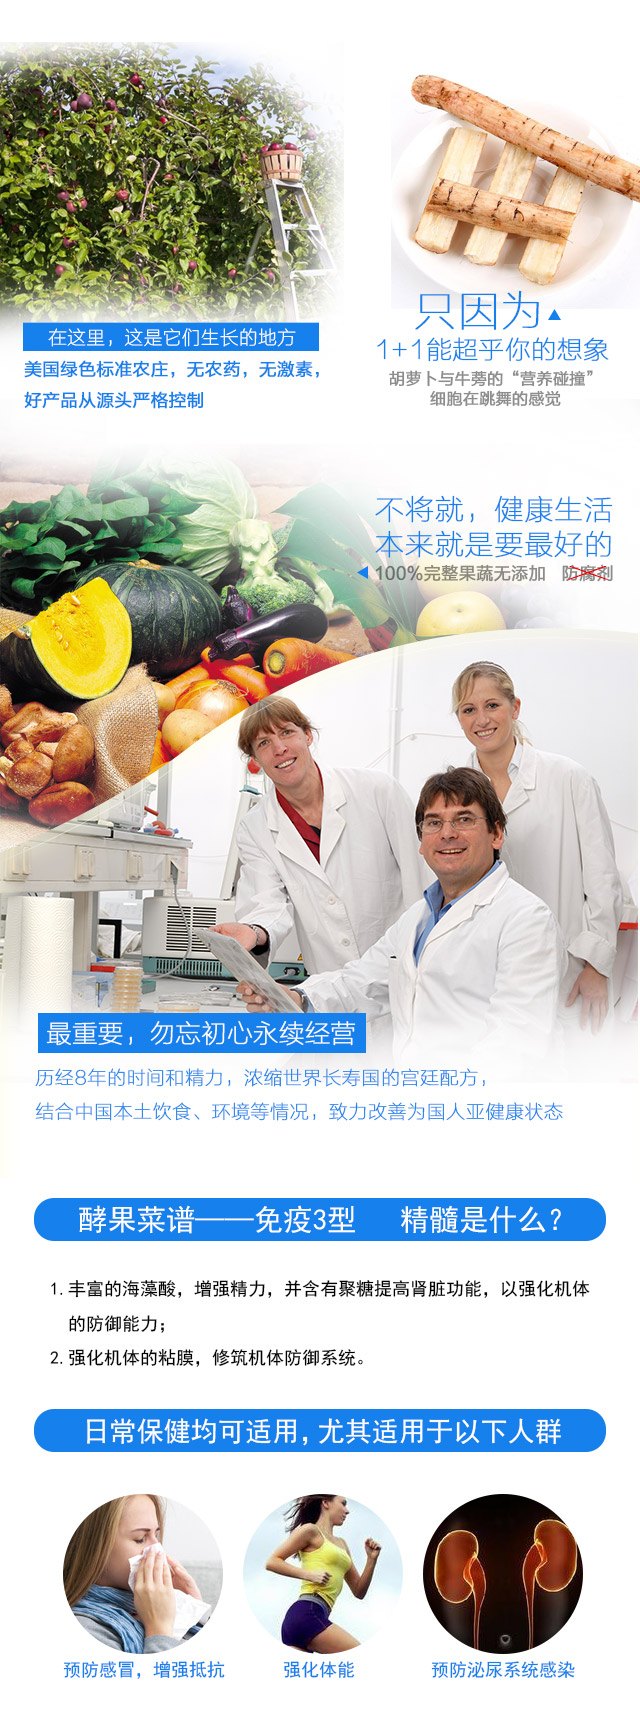 在这里，这是它们生长的地方
美国绿色标准农庄，无农药，无激素，
好产品从源头严格控制
只因为
1+1能超乎你的想象
胡萝卜与牛蒡的“营养碰撞”
细胞在跳舞的感觉
不将就，健康生活
本来就是要最好的
100%完整果蔬无添加 防腐剂
最重要，勿忘初心永续经营
历经8年的时间和精力，浓缩世界长寿国的宫廷配方，
结合中国本土饮食、环境等情况，致力改善为国人亚健康状态
酵果菜谱——免疫3型 精髓是什么？
1. 丰富的海藻酸，增强精力，并含有聚糖提高肾脏功能，以强化机体
的防御能力；
2. 强化机体的粘膜，修筑机体防御系统。
日常保健均可适用，尤其适用于以下人群
预防感冒，增强抵抗
强化体能
预防泌尿系统感染